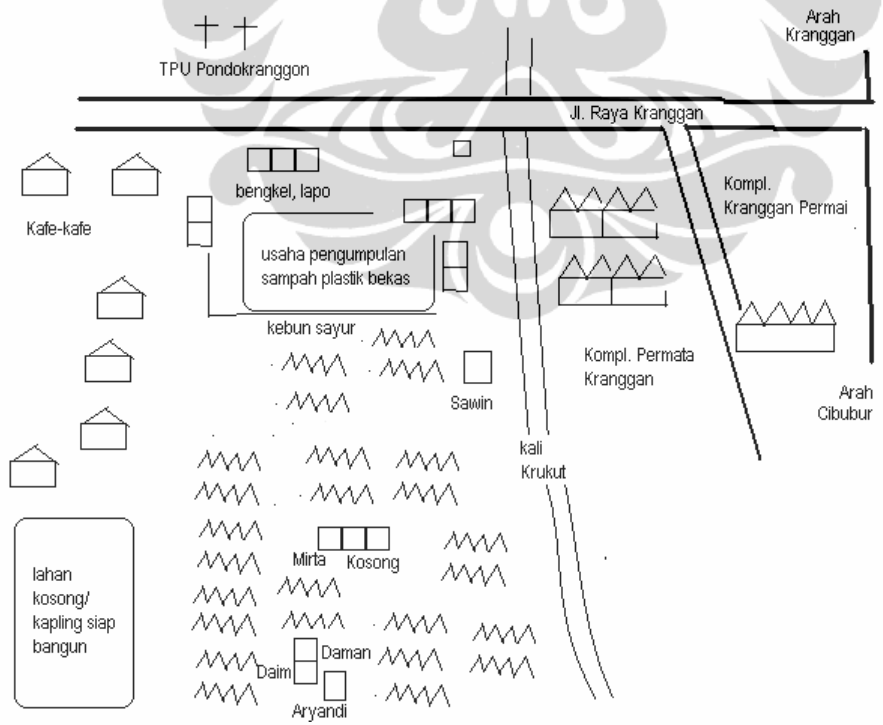 Arah
Kranggan
TPU Pondokranggon
Jl. Raya Kranggan
bengkel, lapo
Kompl.
Kranggan Permai
Kafe-kafe
usaha pengumpulan
sampah plastik bekas
kebun sayur
Kompl. Permata
Kranggan
Sawin
Arah
Cibubur
kali
Krukut
Mirta
Kosong
lahan
kosong/
kapling siap
bangun
Daman
Daim
Aryandi